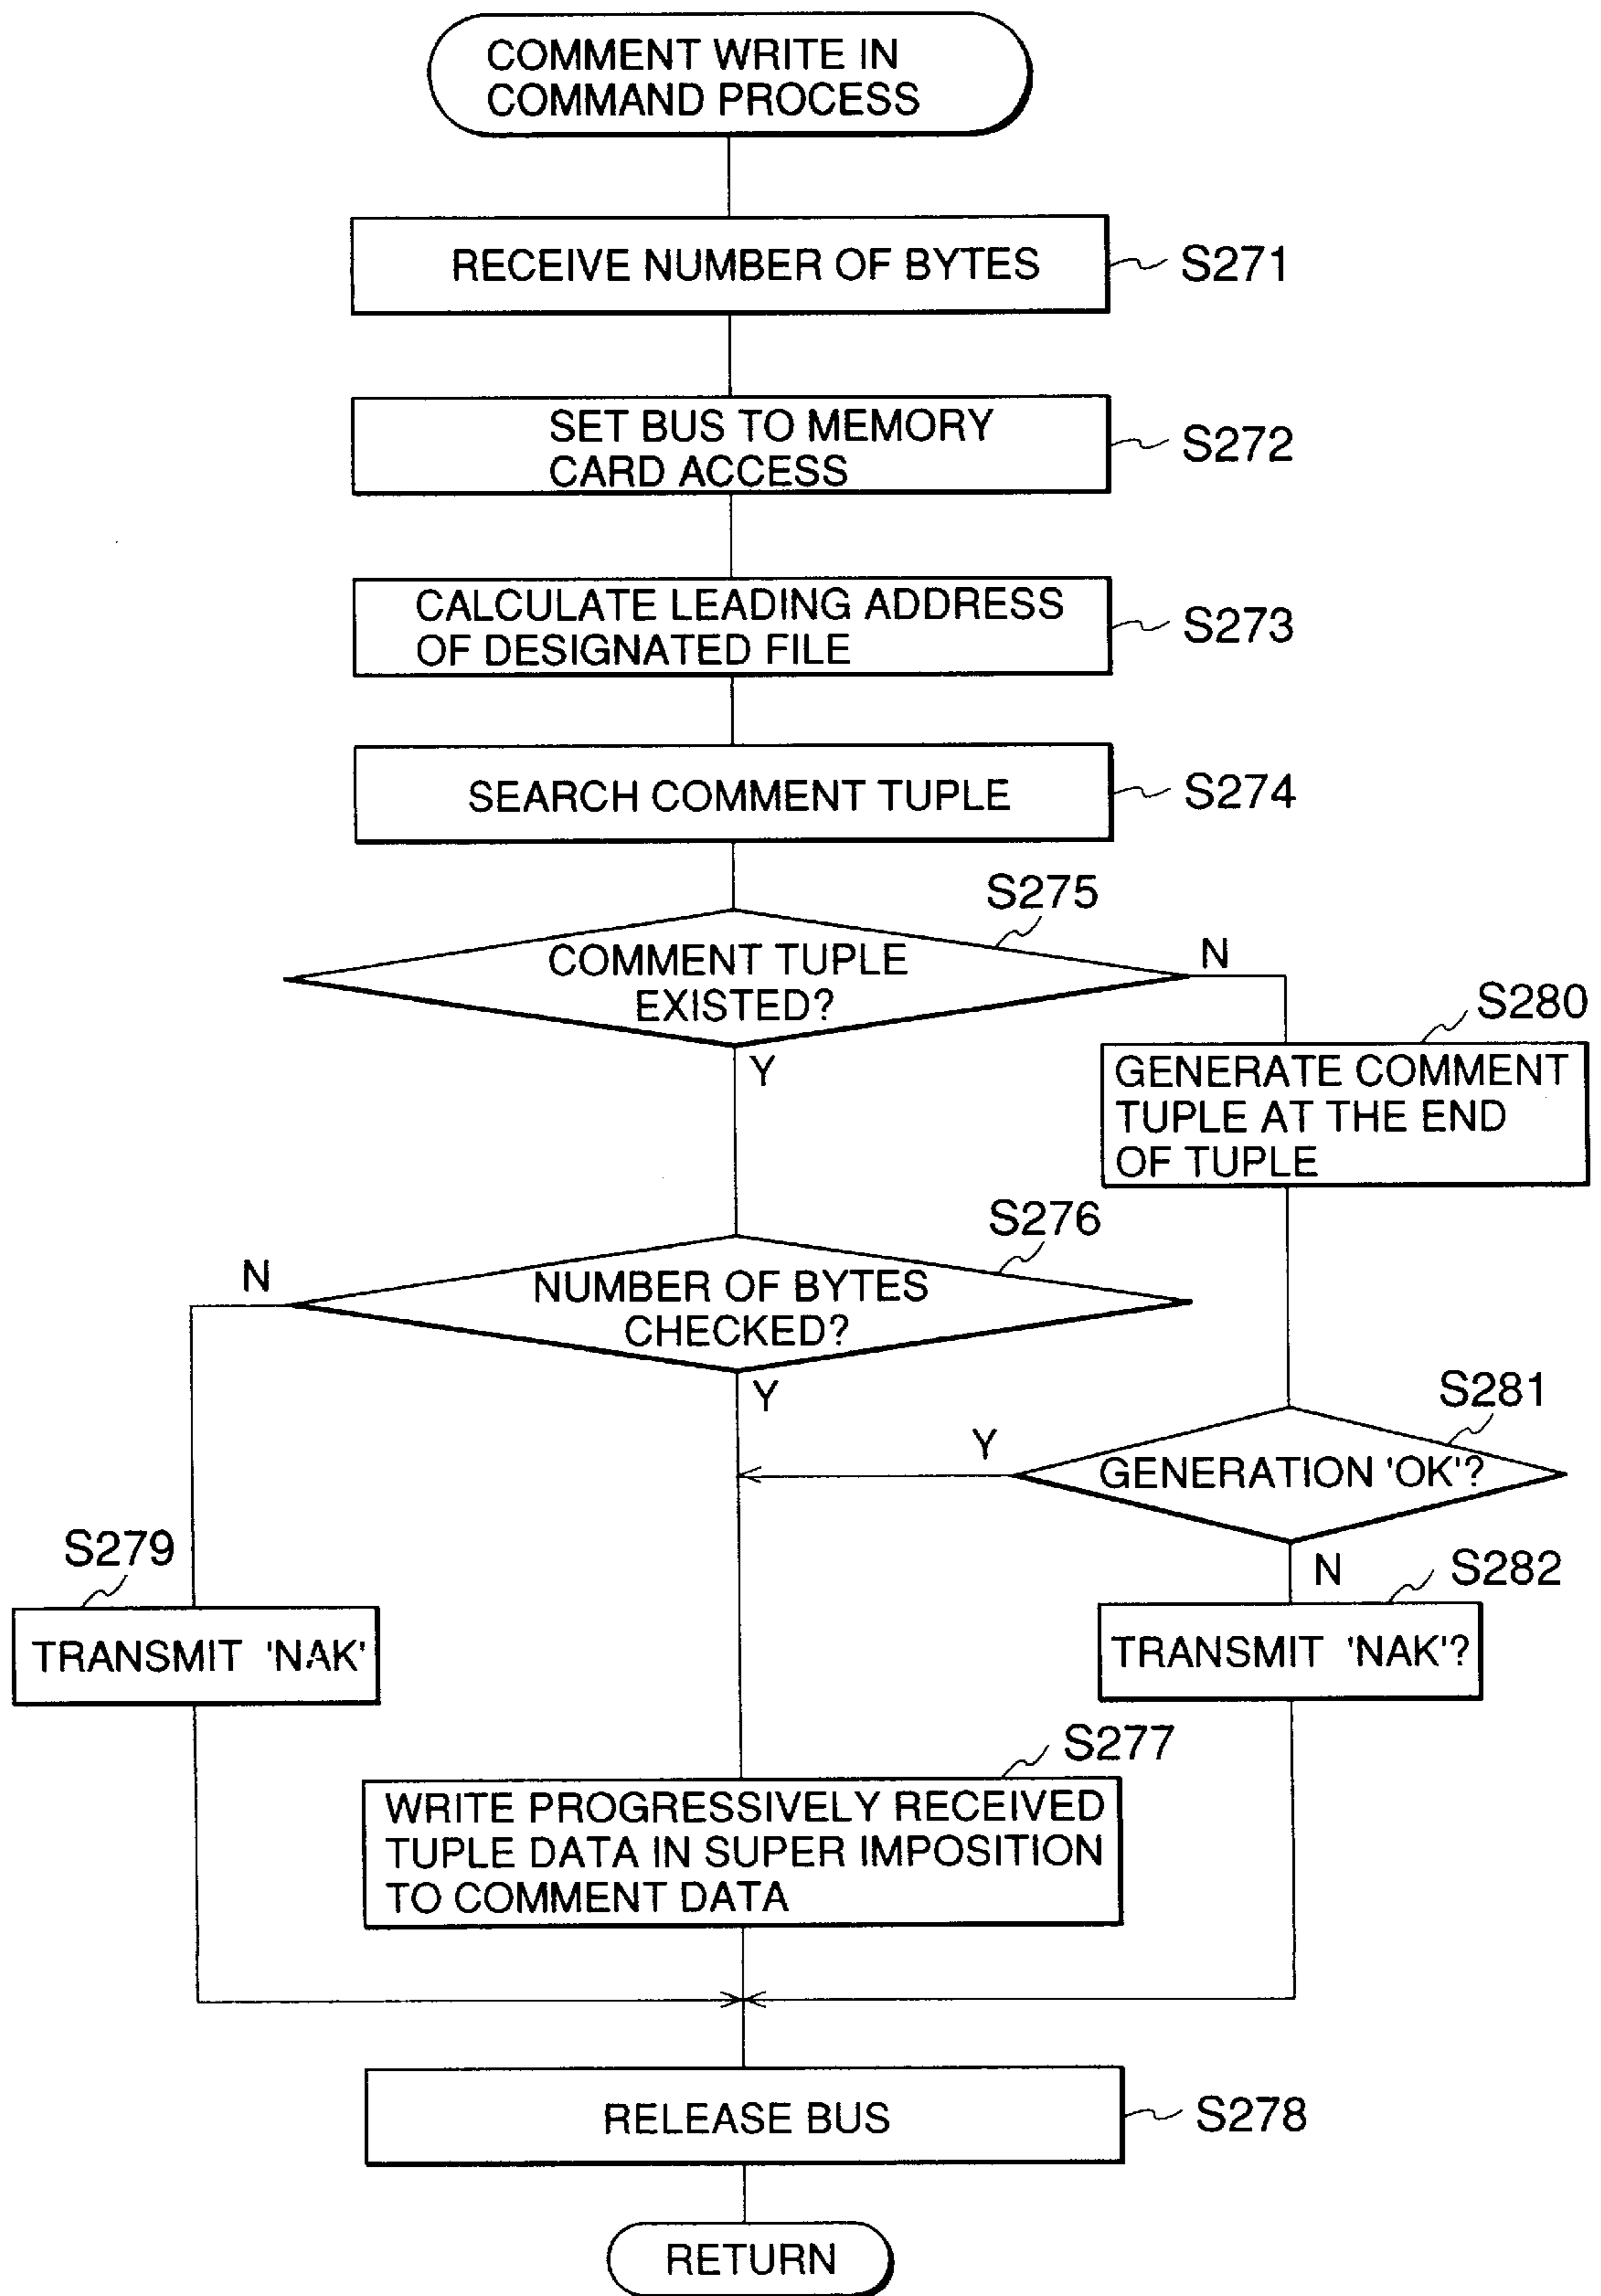 COMMENT WRITE IN
COMMAND PROCESS
RECEIVE NUMBER OF BYTES
S271
SET BUS TO MEMORY
CARD ACCESS
S272
CALCULATE LEADING ADDRESS
OF DESIGNATED FILE
S273
SEARCH COMMENT TUPLE
S274
S275
COMMENT TUPLE
EXISTED?
N
Y
S280
GENERATE COMMENT
TUPLE AT THE END
OF TUPLE
S276
N
NUMBER OF BYTES
CHECKED?
Y
S281
Y
GENERATION 'OK'?
N
S279
TRANSMIT 'NAK'
S282
TRANSMIT 'NAK'?
S277
WRITE PROGRESSIVELY RECEIVED
TUPLE DATA IN SUPER IMPOSITION
TO COMMENT DATA
RELEASE BUS
S278
RETURN